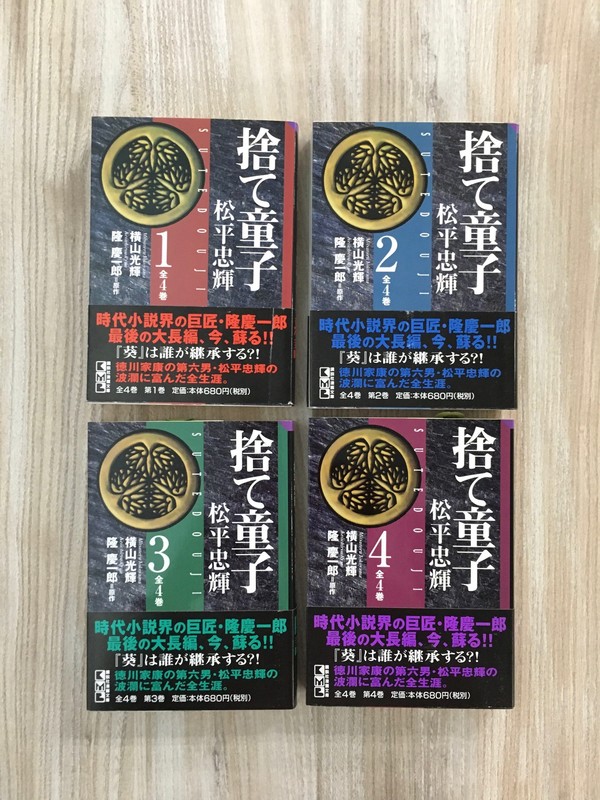 捨て童子
松平忠輝
SUTEDOUJI
横山光輝
隆慶一郎=原作
1
全4巻
時代小説界の巨匠・隆慶一郎
最後の大長編、今、蘇る!!
『葵』は誰が継承する?!
徳川家康の第六男・松平忠輝の
波瀾に富んだ全生涯。
全4巻 第1巻 定価:本体680円(税別)
KMC
捨て童子
松平忠輝
SUTEDOUJI
横山光輝
隆慶一郎=原作
2
全4巻
時代小説界の巨匠・隆慶一郎
最後の大長編、今、蘇る!!
『葵』は誰が継承する?!
徳川家康の第六男・松平忠輝の
波瀾に富んだ全生涯。
全4巻 第2巻 定価:本体680円(税別)
KMC
捨て童子
松平忠輝
SUTEDOUJI
横山光輝
隆慶一郎=原作
3
全4巻
時代小説界の巨匠・隆慶一郎
最後の大長編、今、蘇る!!
『葵』は誰が継承する?!
徳川家康の第六男・松平忠輝の
波瀾に富んだ全生涯。
全4巻 第3巻 定価:本体680円(税別)
KMC
捨て童子
松平忠輝
SUTEDOUJI
横山光輝
隆慶一郎=原作
4
全4巻
時代小説界の巨匠・隆慶一郎
最後の大長編、今、蘇る!!
『葵』は誰が継承する?!
徳川家康の第六男・松平忠輝の
波瀾に富んだ全生涯。
全4巻 第4巻 定価:本体680円(税別)
KMC